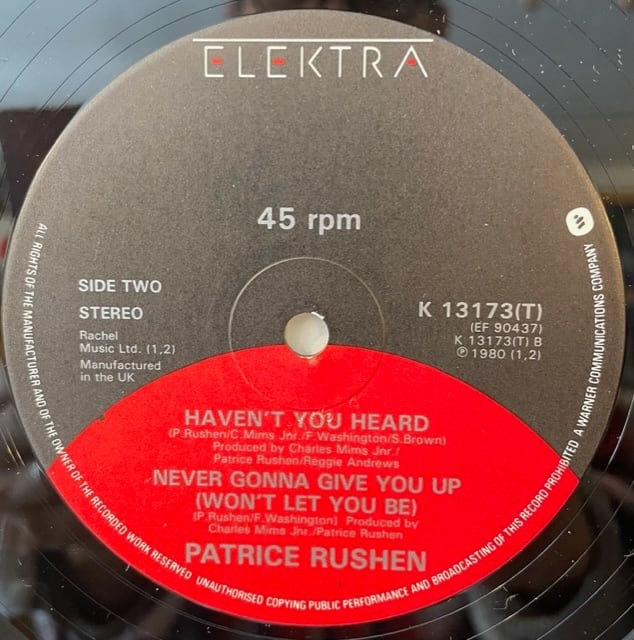 ELEKTRA
45 rpm
SIDE TWO
STEREO
Rachel
Music Ltd. (1,2)
Manufactured
in the UK
K 13173(T)
(EF 90437)
K 13173(T) B
℗ 1980 (1,2)
HAVEN'T YOU HEARD
(P.Rushen/C.Mims Jnr./F.Washington/S.Brown)
Produced by Charles Mims Jnr./
Patrice Rushen/Reggie Andrews
NEVER GONNA GIVE YOU UP
(WON'T LET YOU BE)
(P.Rushen/F.Washington) Produced by
Charles Mims Jnr./Patrice Rushen
PATRICE RUSHEN
ALL RIGHTS OF THE MANUFACTURER AND OF THE OWNER OF THE RECORDED WORK RESERVED UNAUTHORISED COPYING PUBLIC PERFORMANCE AND BROADCASTING OF THIS RECORD PROHIBITED A WARNER COMMUNICATIONS COMPANY